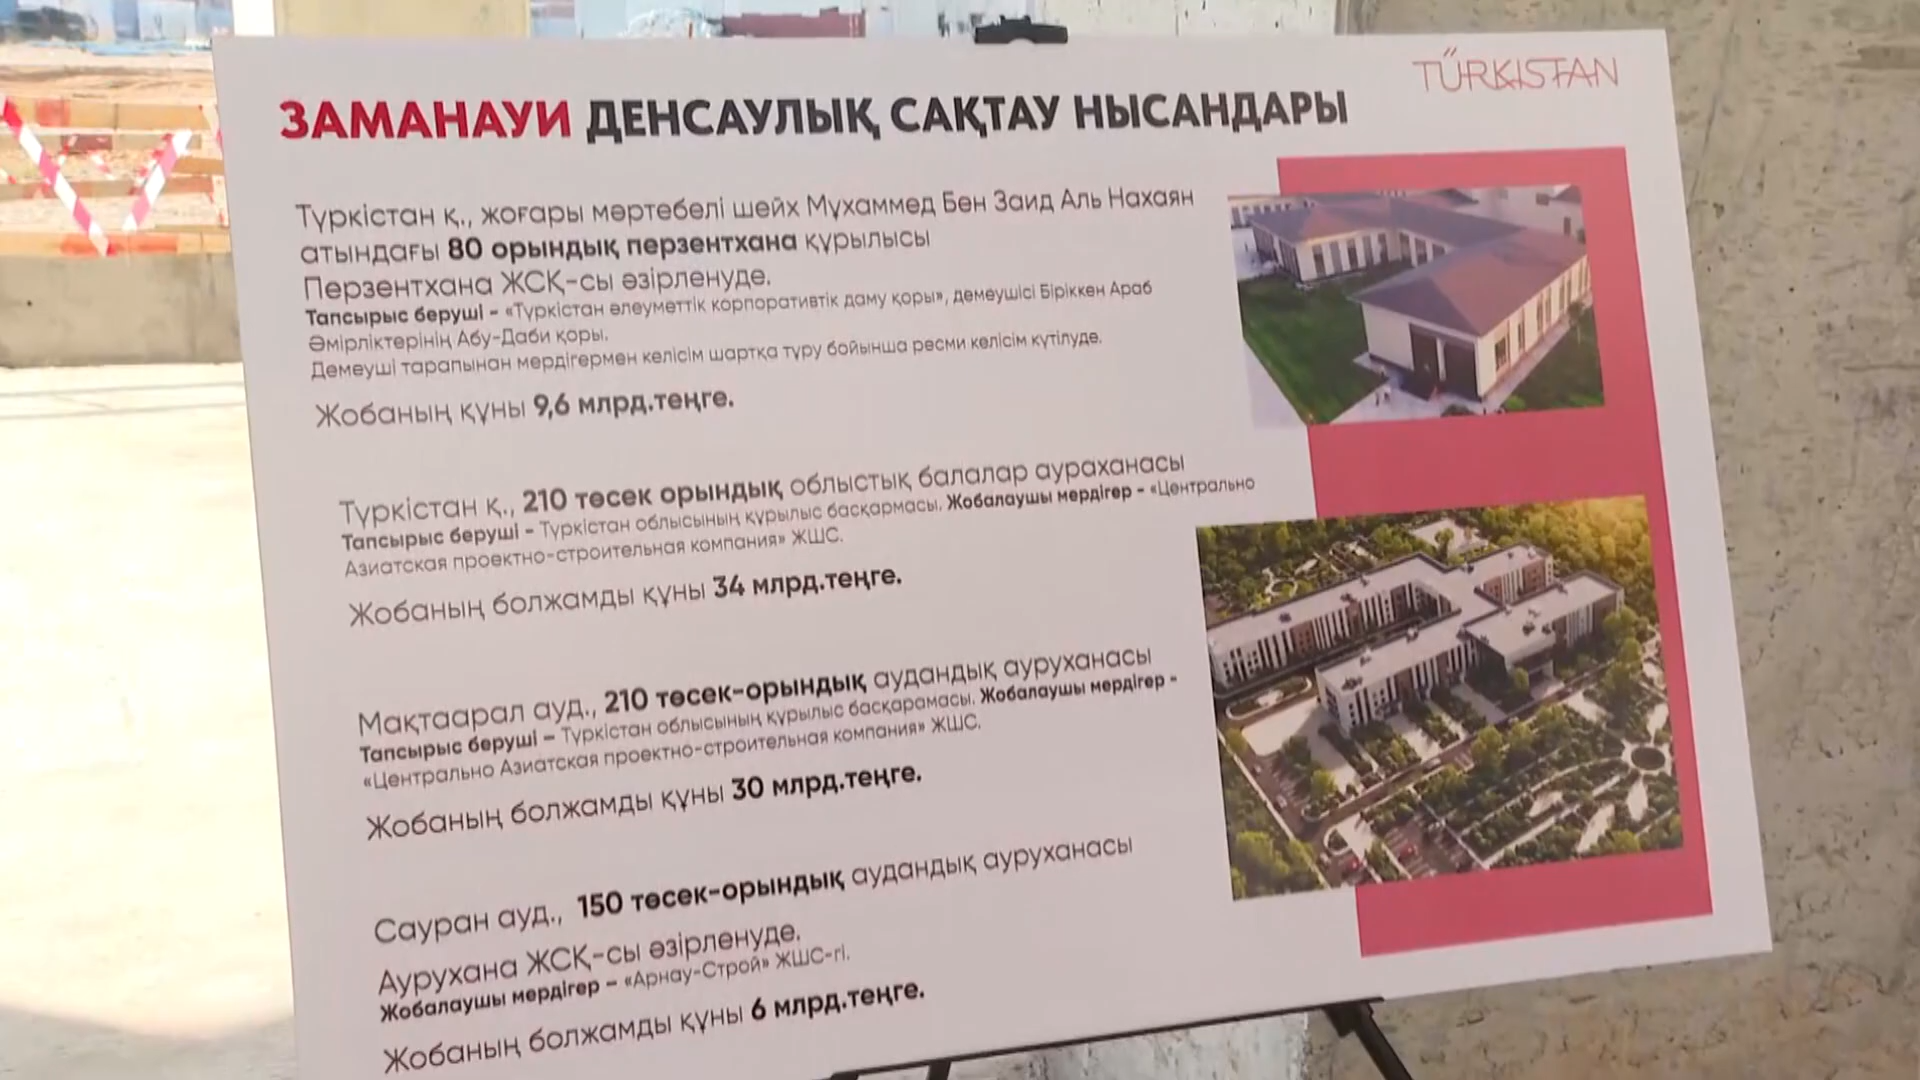 TÜRKISTAN
ЗАМАНАУИ ДЕНСАУЛЫҚ САҚТАУ НЫСАНДАРЫ
Түркістан қ., жоғары мәртебелі шейх Мұхаммед Бен Заид Аль Нахаян
атындағы 80 орындық перзентхана құрылысы
Перзентхана ЖСҚ-сы әзірленуде.
Тапсырыс беруші - «Түркістан әлеуметтік корпоративтік даму қоры», демеушісі Біріккен Араб
Әмірліктерінің Абу-Даби қоры.
Демеуші тарапынан мердігермен келісім шартқа тұру бойынша ресми келісім күтілуде.
Жобаның құны 9,6 млрд.теңге.
Түркістан қ., 210 төсек орындық облыстық балалар аураханасы
Тапсырыс беруші - Түркістан облысының құрылыс басқармасы. Жобалаушы мердігер - «Центрально
Азиатская проектно-строительная компания» ЖШС.
Жобаның болжамды құны 34 млрд.теңге.
Мақтаарал ауд., 210 төсек-орындық аудандық ауруханасы
Тапсырыс беруші – Түркістан облысының құрылыс басқарамасы. Жобалаушы мердігер -
«Центрально Азиатская проектно-строительная компания» ЖШС.
Жобаның болжамды құны 30 млрд.теңге.
Сауран ауд., 150 төсек-орындық аудандық ауруханасы
Аурухана ЖСҚ-сы әзірленуде.
Жобалаушы мердігер – «Арнау-Строй» ЖШС-гі.
Жобаның болжамды құны 6 млрд.теңге.